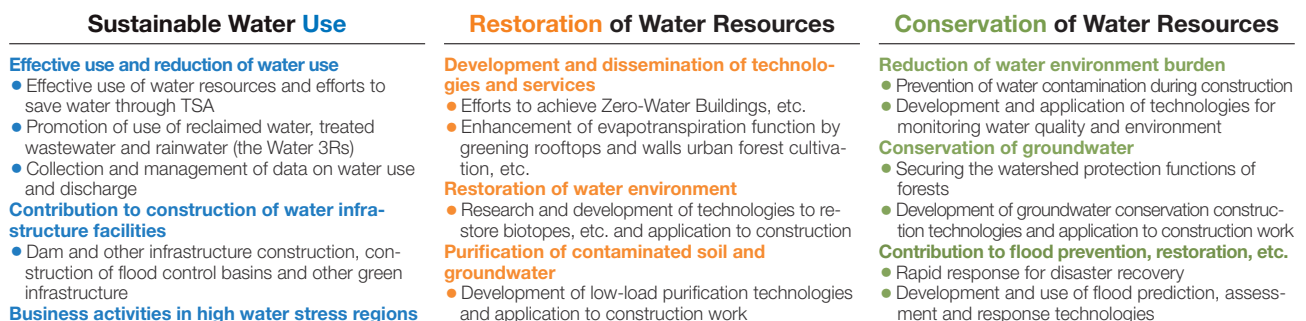 Sustainable Water Use
Effective use and reduction of water use
● Effective use of water resources and efforts to
save water through TSA
● Promotion of use of reclaimed water, treated
wastewater and rainwater (the Water 3Rs)
● Collection and management of data on water use
and discharge
Contribution to construction of water infra-
structure facilities
● Dam and other infrastructure construction, con-
struction of flood control basins and other green
infrastructure
Business activities in high water stress regions
Restoration of Water Resources
Development and dissemination of technolo-
gies and services
● Efforts to achieve Zero-Water Buildings, etc.
● Enhancement of evapotranspiration function by
greening rooftops and walls urban forest cultiva-
tion, etc.
Restoration of water environment
● Research and development of technologies to re-
store biotopes, etc. and application to construction
Purification of contaminated soil and
groundwater
● Development of low-load purification technologies
and application to construction work
Conservation of Water Resources
Reduction of water environment burden
● Prevention of water contamination during construction
● Development and application of technologies for
monitoring water quality and environment
Conservation of groundwater
● Securing the watershed protection functions of
forests
● Development of groundwater conservation construc-
tion technologies and application to construction work
Contribution to flood prevention, restoration, etc.
● Rapid response for disaster recovery
● Development and use of flood prediction, assess-
ment and response technologies